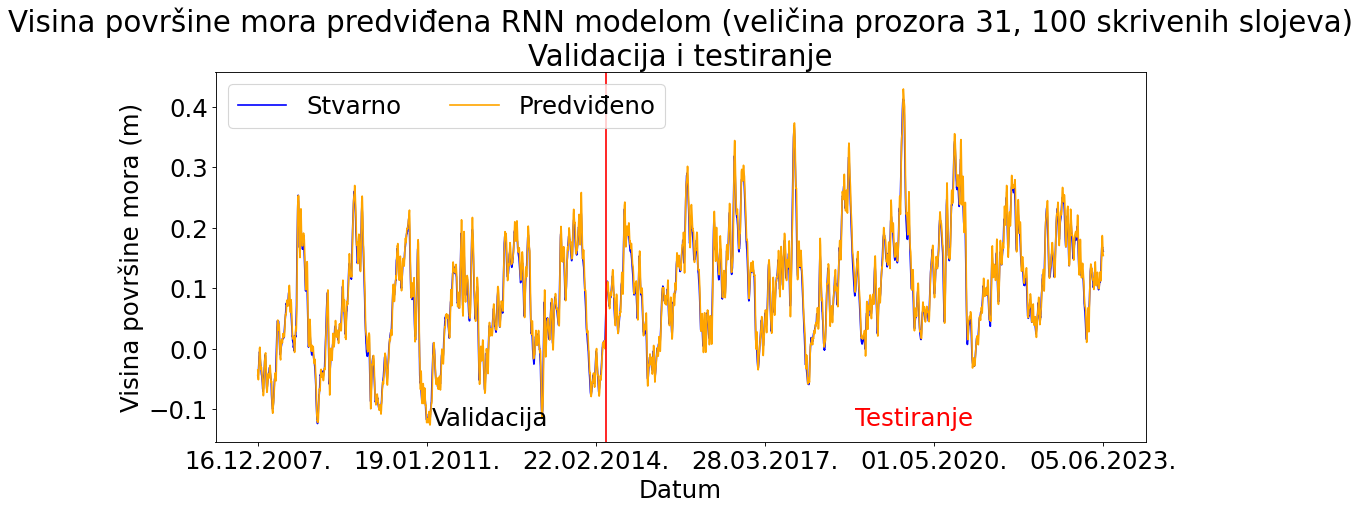 Visina površine mora predviđena RNN modelom (veličina prozora 31, 100 skrivenih slojeva)
Validacija i testiranje
Stvarno
Predviđeno
Visina površine mora (m)
0.4
0.3
0.2
0.1
0.0
−0.1
Validacija
Testiranje
16.12.2007.
19.01.2011.
22.02.2014.
28.03.2017.
01.05.2020.
05.06.2023.
Datum